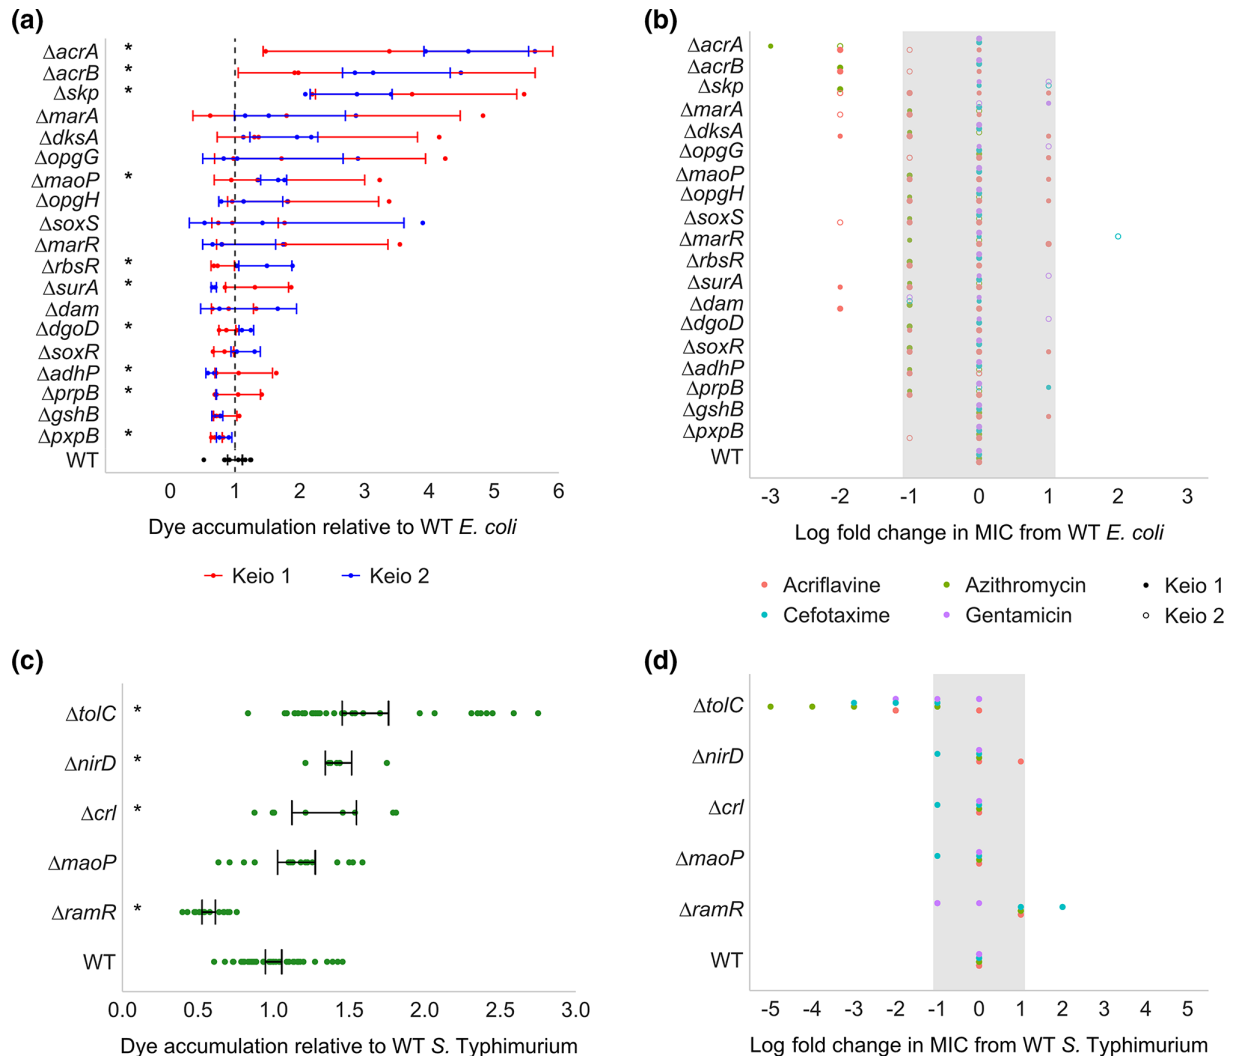 (a)
ΔacrA *
ΔacrB *
Δskp *
ΔmarA
ΔdksA
ΔopgG
ΔmaoP *
ΔopgH
ΔsoxS
ΔmarR
ΔrbsR *
ΔsurA *
Δdam
ΔdgoD *
ΔsoxR
ΔadhP *
ΔprpB *
ΔgshB
ΔpxpB *
WT
0 1 2 3 4 5 6
Dye accumulation relative to WT E. coli
Keio 1 Keio 2
(b)
ΔacrA
ΔacrB
Δskp
ΔmarA
ΔdksA
ΔopgG
ΔmaoP
ΔopgH
ΔsoxS
ΔmarR
ΔrbsR
ΔsurA
Δdam
ΔdgoD
ΔsoxR
ΔadhP
ΔprpB
ΔgshB
ΔpxpB
WT
-3 -2 -1 0 1 2 3
Log fold change in MIC from WT E. coli
Acriflavine Azithromycin Keio 1
Cefotaxime Gentamicin Keio 2
(c)
ΔtolC *
ΔnirD *
Δcrl *
ΔmaoP
ΔramR *
WT
0.0 0.5 1.0 1.5 2.0 2.5 3.0
Dye accumulation relative to WT S. Typhimurium
(d)
ΔtolC
ΔnirD
Δcrl
ΔmaoP
ΔramR
WT
-5 -4 -3 -2 -1 0 1 2 3 4 5
Log fold change in MIC from WT S. Typhimurium